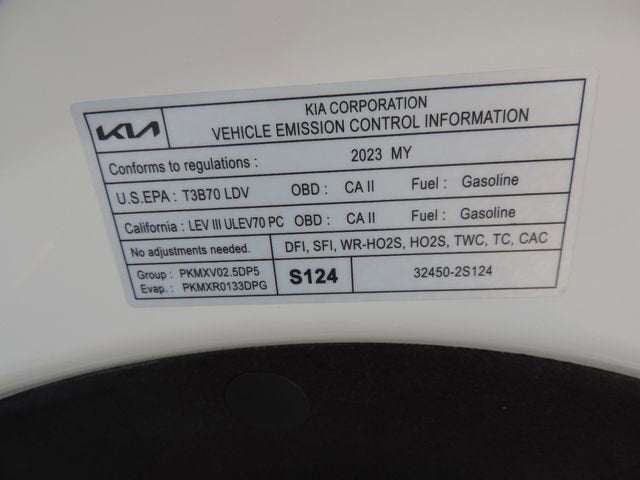 KIA
KIA CORPORATION
VEHICLE EMISSION CONTROL INFORMATION
Conforms to regulations : 2023 MY
U.S.EPA : T3B70 LDV OBD : CA II Fuel : Gasoline
California : LEV III ULEV70 PC OBD : CA II Fuel : Gasoline
No adjustments needed. DFI, SFI, WR-HO2S, HO2S, TWC, TC, CAC
Group : PKMXV02.5DP5
Evap. : PKMXR0133DPG
S124
32450-2S124